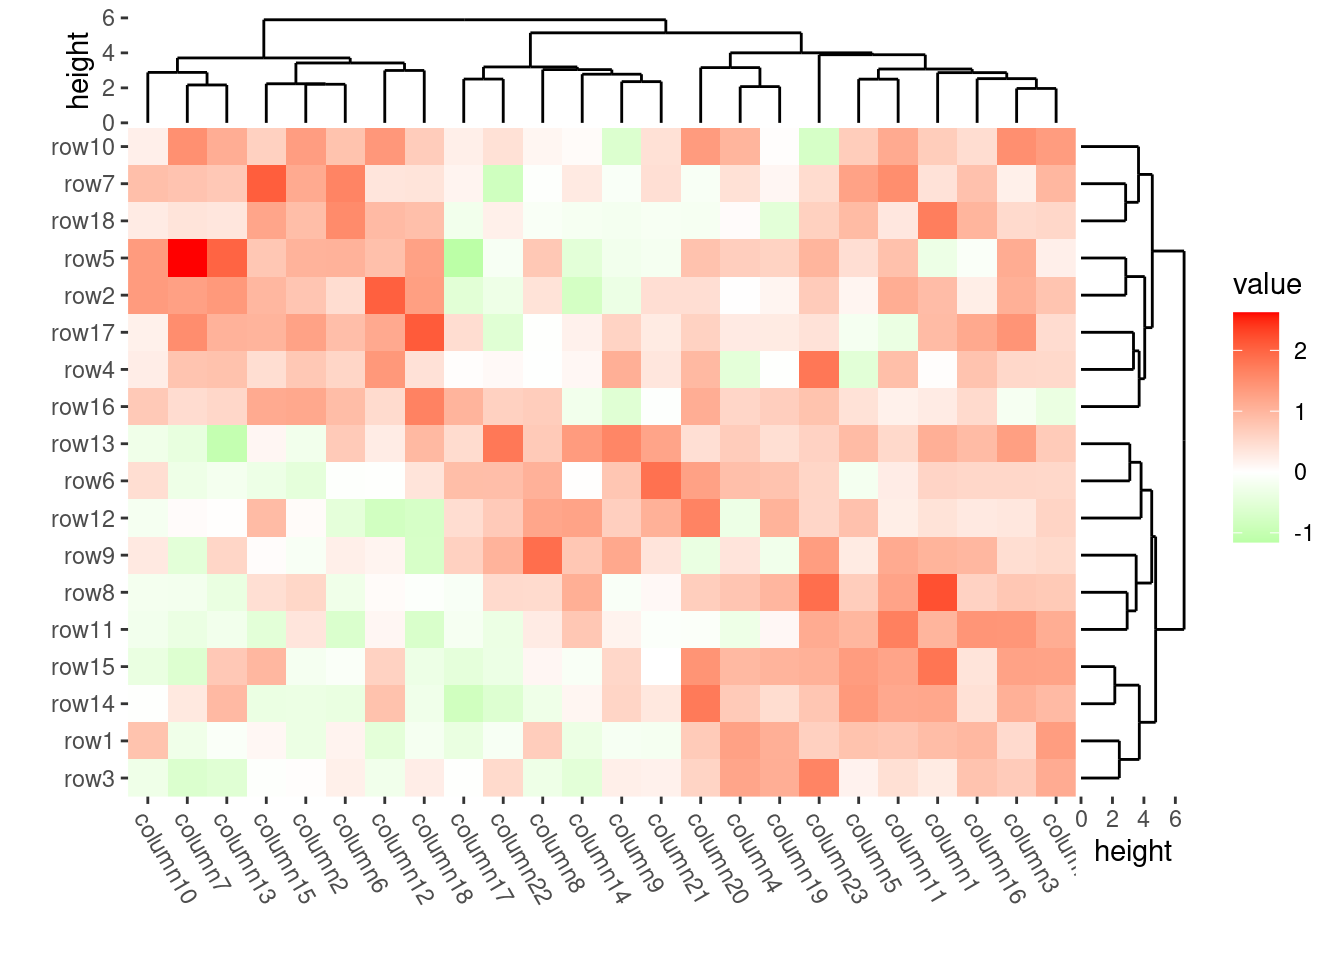 height
6
4
2
0
row10
row7
row18
row5
row2
row17
row4
row16
row13
row6
row12
row9
row8
row11
row15
row14
row1
row3
column10
column7
column13
column15
column2
column6
column12
column18
column17
column22
column8
column14
column9
column21
column20
column4
column19
column23
column5
column11
column1
column16
column3
0 2 4 6
height
value
2
1
0
-1